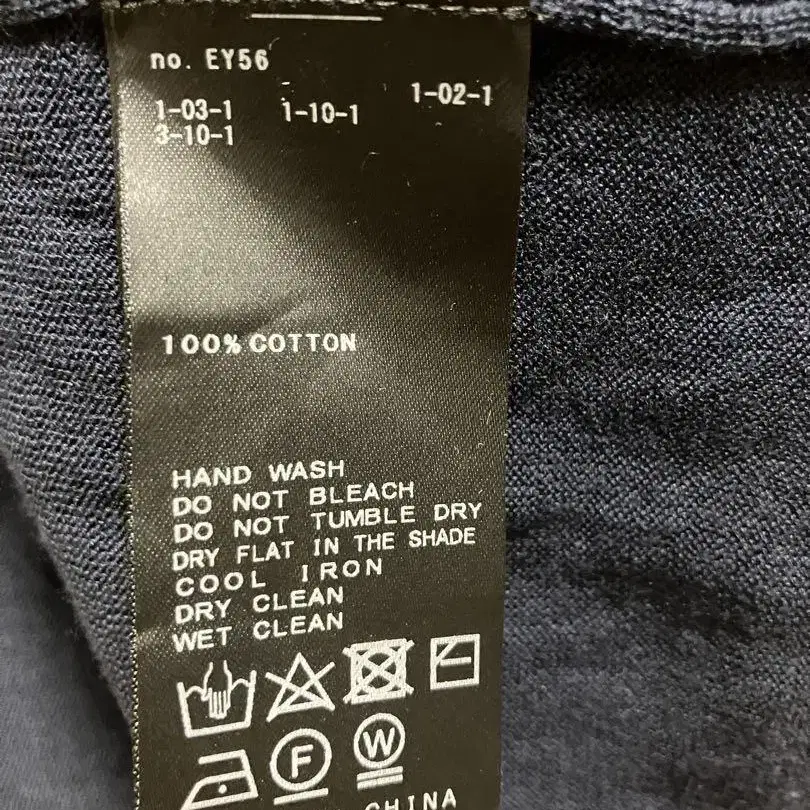 no. EY56
1-03-1 1-10-1 1-02-1
3-10-1
100% COTTON
HAND WASH
DO NOT BLEACH
DO NOT TUMBLE DRY
DRY FLAT IN THE SHADE
COOL IRON
DRY CLEAN
WET CLEAN
F W
CHINA